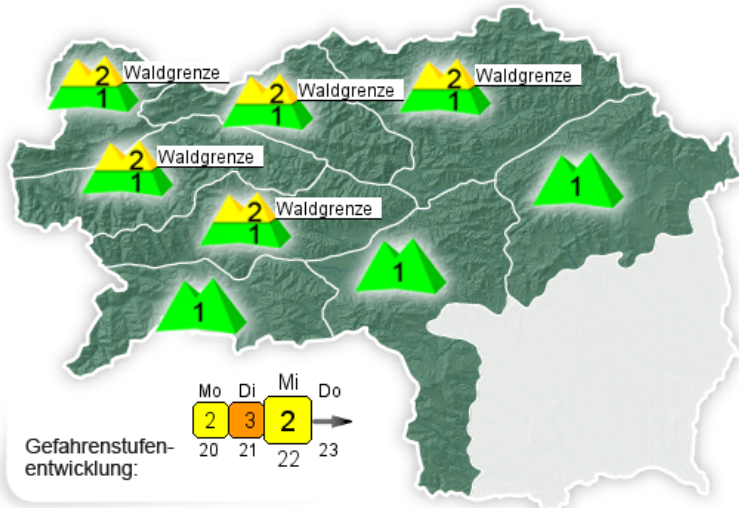 2 Waldgrenze
1
2 Waldgrenze
1
2 Waldgrenze
1
2 Waldgrenze
1
1
2 Waldgrenze
1
1
1
Mo Di Mi Do
2 3 2
20 21 22 23
Gefahrenstufen-
entwicklung: